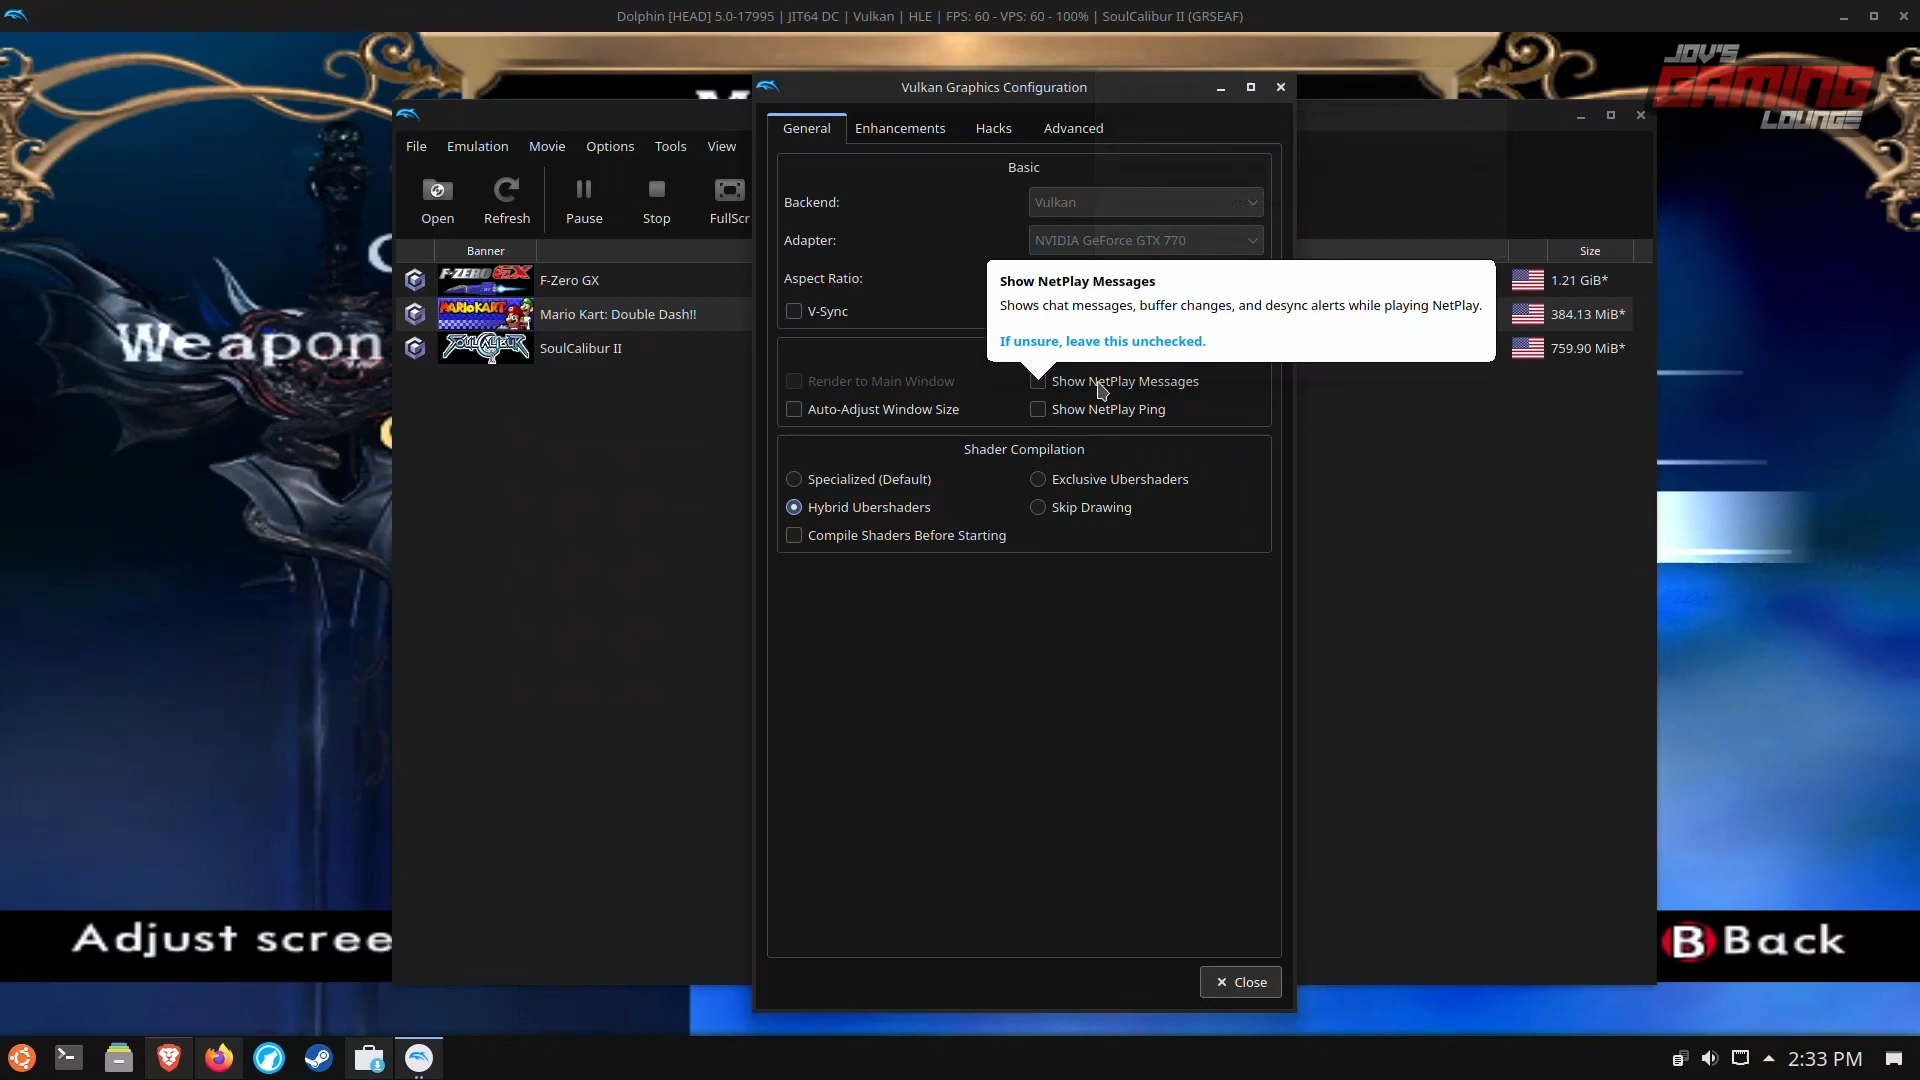 Dolphin [HEAD] 5.0-17995 | JIT64 DC | Vulkan | HLE | FPS: 60 - VPS: 60 - 100% | SoulCalibur II (GRSEAF)
JOV'S
GAMING
LOUNGE
Vulkan Graphics Configuration
General Enhancements Hacks Advanced
File Emulation Movie Options Tools View
Basic
Backend: Vulkan
Open Refresh Pause Stop FullScr
Adapter: NVIDIA GeForce GTX 770
Banner Size
F-ZERO GX F-Zero GX 1.21 GiB*
Aspect Ratio:
V-Sync
MARIOKART Mario Kart: Double Dash!! 384.13 MiB*
SOULCALIBUR SoulCalibur II 759.90 MiB*
Show NetPlay Messages
Shows chat messages, buffer changes, and desync alerts while playing NetPlay.
If unsure, leave this unchecked.
Weapon
Render to Main Window Show NetPlay Messages
Auto-Adjust Window Size Show NetPlay Ping
Shader Compilation
Specialized (Default) Exclusive Ubershaders
Hybrid Ubershaders Skip Drawing
Compile Shaders Before Starting
Adjust scree
B Back
Close
2:33 PM